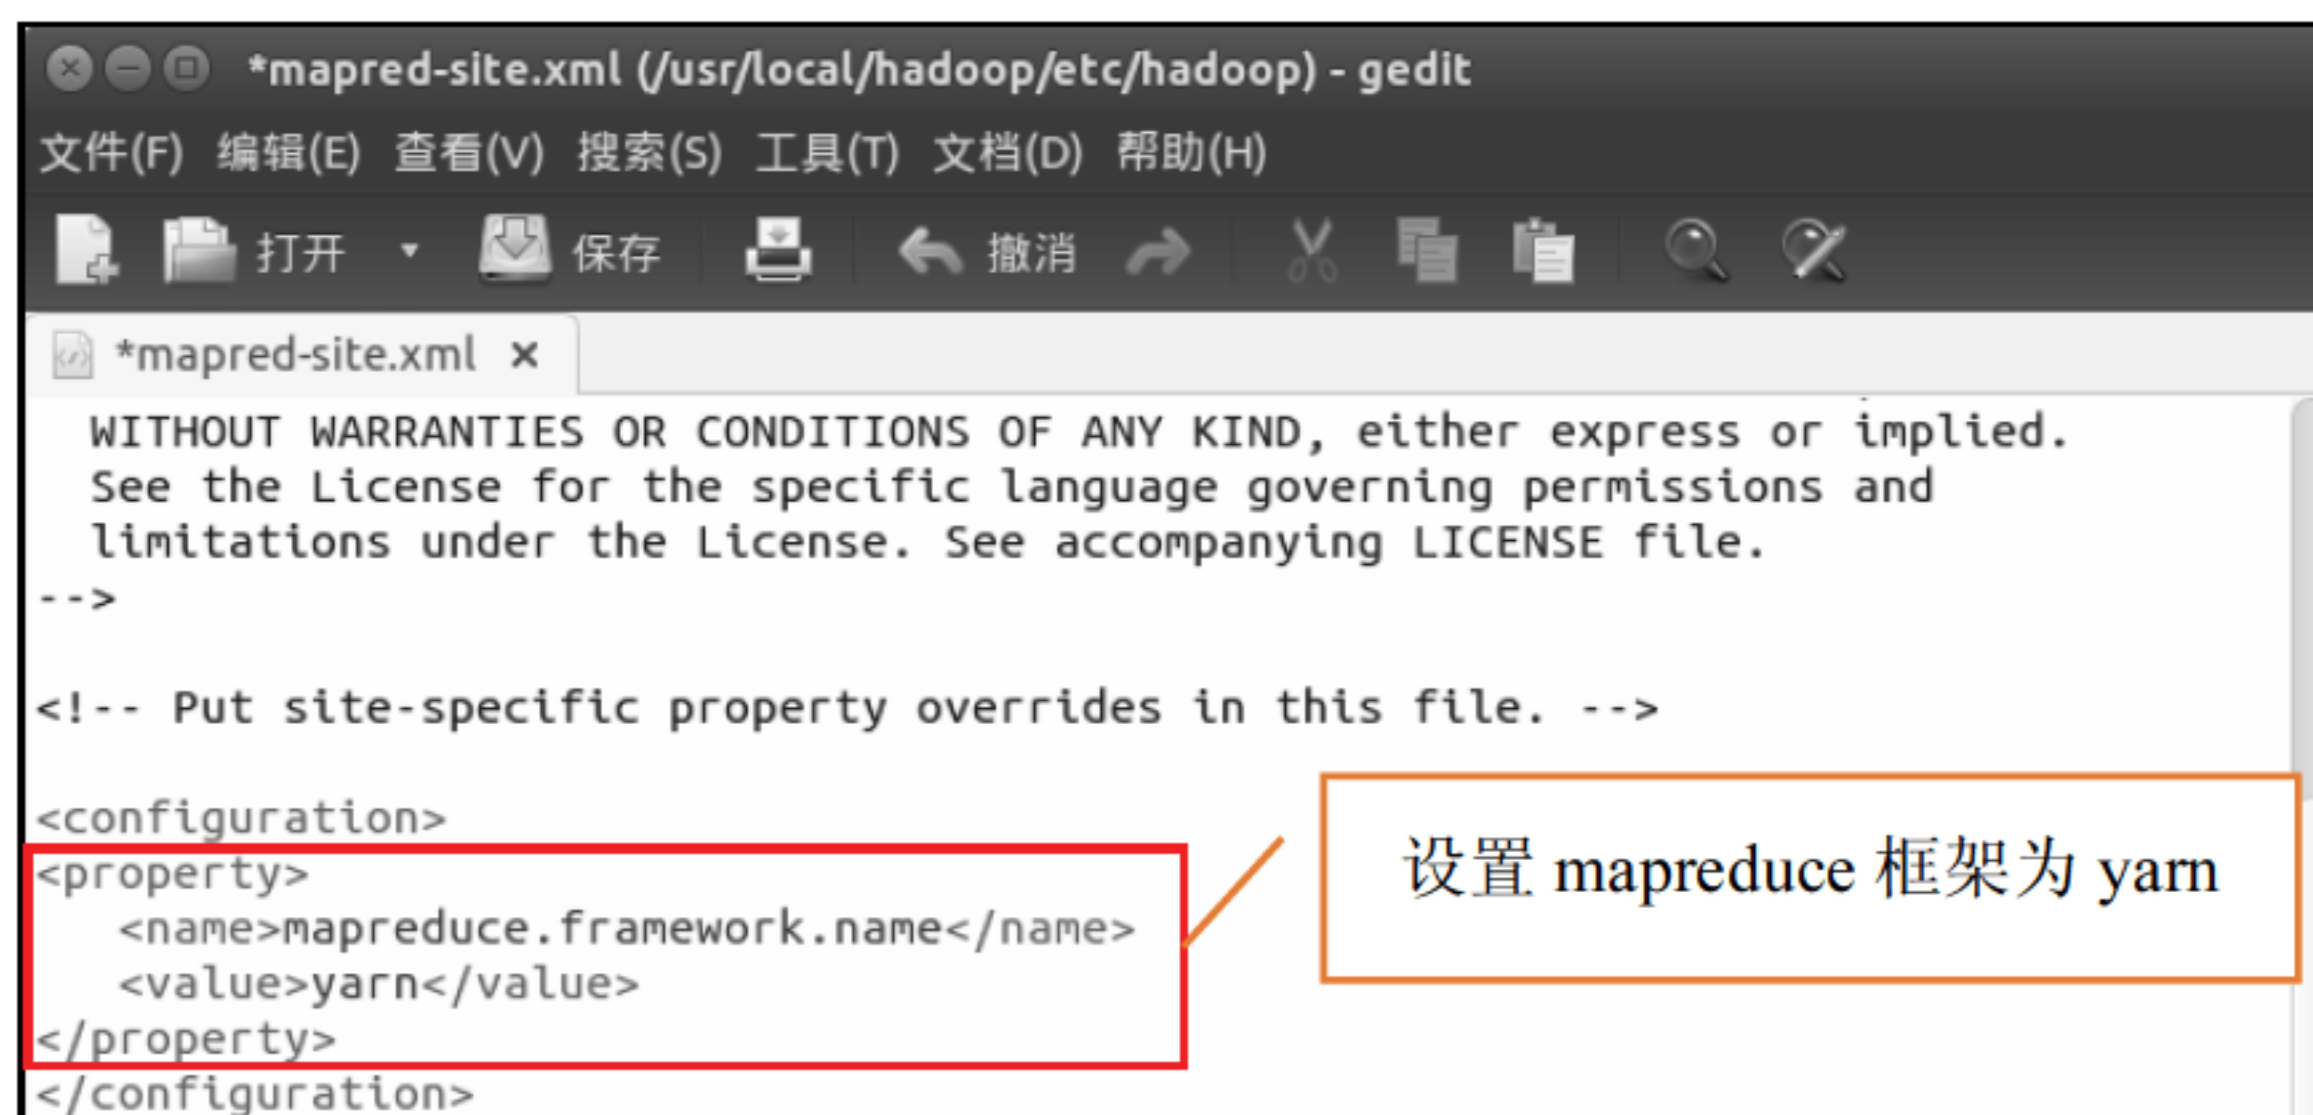 *mapred-site.xml (/usr/local/hadoop/etc/hadoop) - gedit
文件(F) 编辑(E) 查看(V) 搜索(S) 工具(T) 文档(D) 帮助(H)
打开 保存 撤消
*mapred-site.xml ×
WITHOUT WARRANTIES OR CONDITIONS OF ANY KIND, either express or implied.
See the License for the specific language governing permissions and
limitations under the License. See accompanying LICENSE file.
-->
<!-- Put site-specific property overrides in this file. -->
<configuration>
<property>
<name>mapreduce.framework.name</name>
<value>yarn</value>
</property>
</configuration>
设置 mapreduce 框架为 yarn